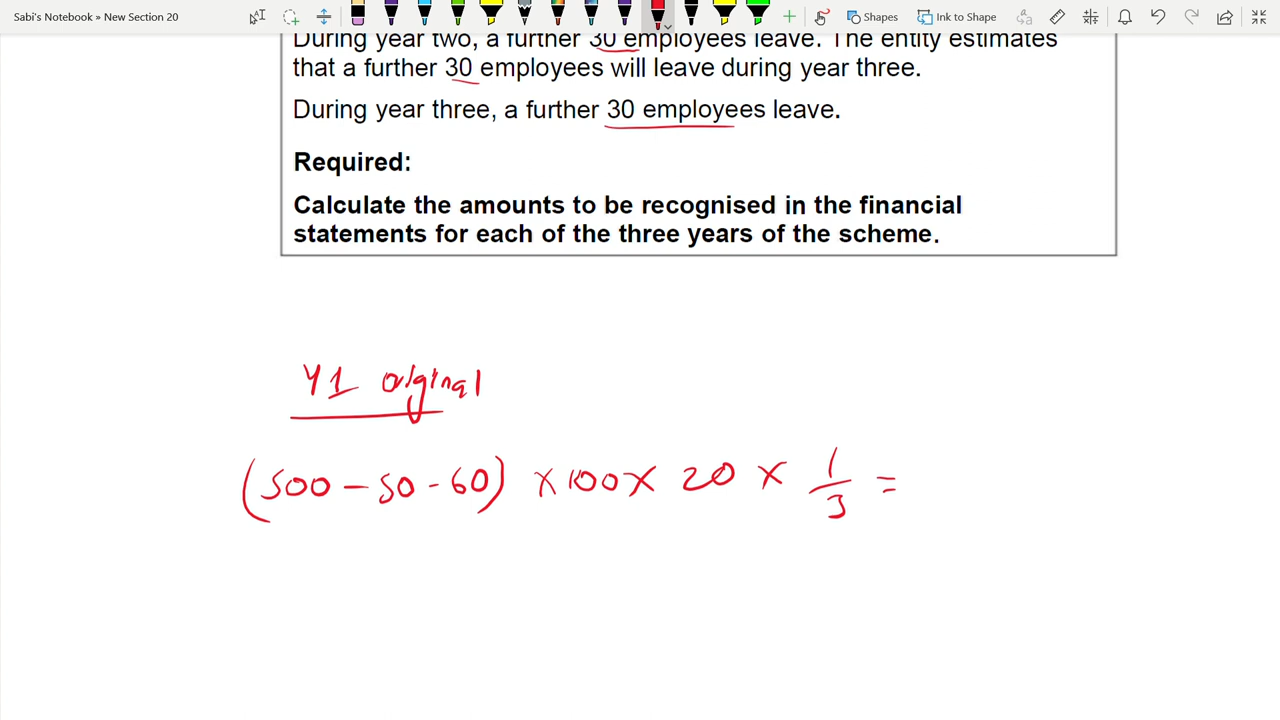 Sabi's Notebook » New Section 20
Shapes
Ink to Shape
During year two, a further 30 employees leave. The entity estimates
that a further 30 employees will leave during year three.
During year three, a further 30 employees leave.
Required:
Calculate the amounts to be recognised in the financial
statements for each of the three years of the scheme.
Y1 original
(500 - 50 - 60) × 100 × 20 × 1/3 =